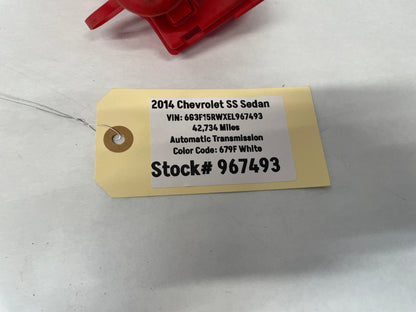 2014 Chevrolet SS Sedan
VIN: 6G3F15RWXEL967493
42,734 Miles
Automatic Transmission
Color Code: 679F White
Stock# 967493